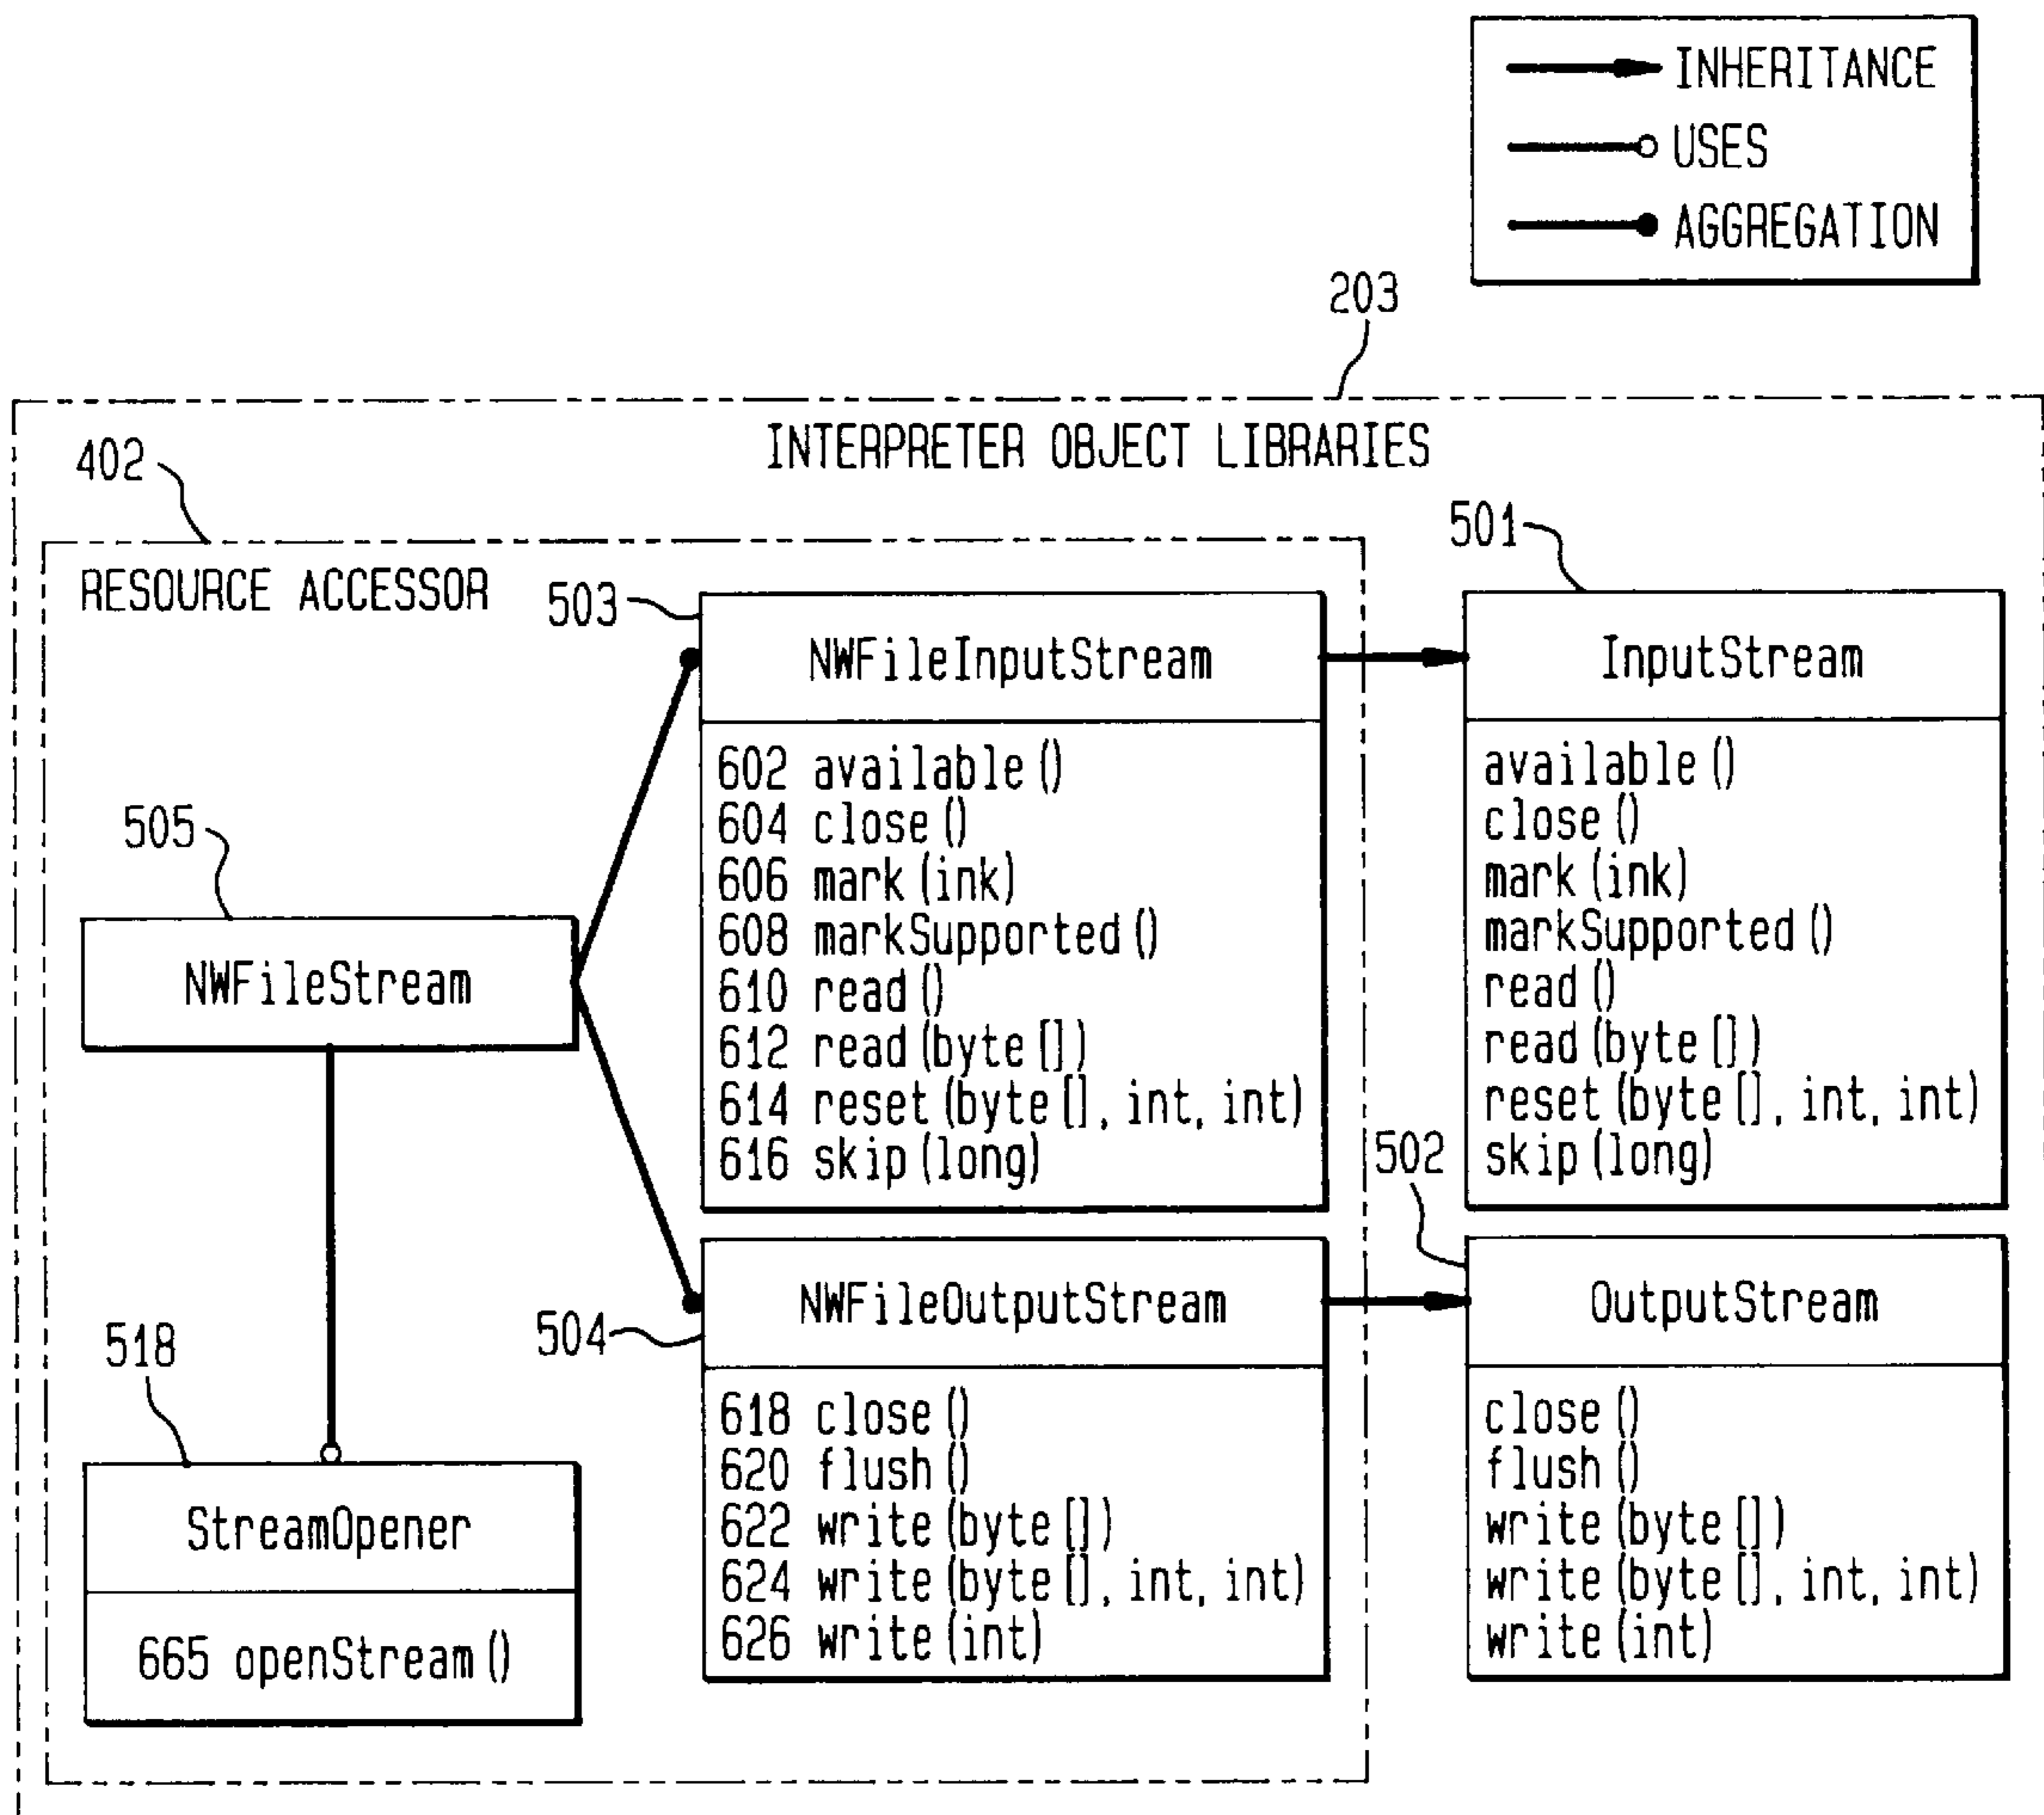 INHERITANCE
USES
AGGREGATION
203
INTERPRETER OBJECT LIBRARIES
402
RESOURCE ACCESSOR
503
NWFileInputStream
602 available()
604 close()
606 mark(ink)
608 markSupported()
610 read()
612 read(byte[])
614 reset(byte[], int, int)
616 skip(long)
501
InputStream
available()
close()
mark(ink)
markSupported()
read()
read(byte[])
reset(byte[], int, int)
skip(long)
505
NWFileStream
504
NWFileOutputStream
618 close()
620 flush()
622 write(byte[])
624 write(byte[], int, int)
626 write(int)
502
OutputStream
close()
flush()
write(byte[])
write(byte[], int, int)
write(int)
518
StreamOpener
665 openStream()